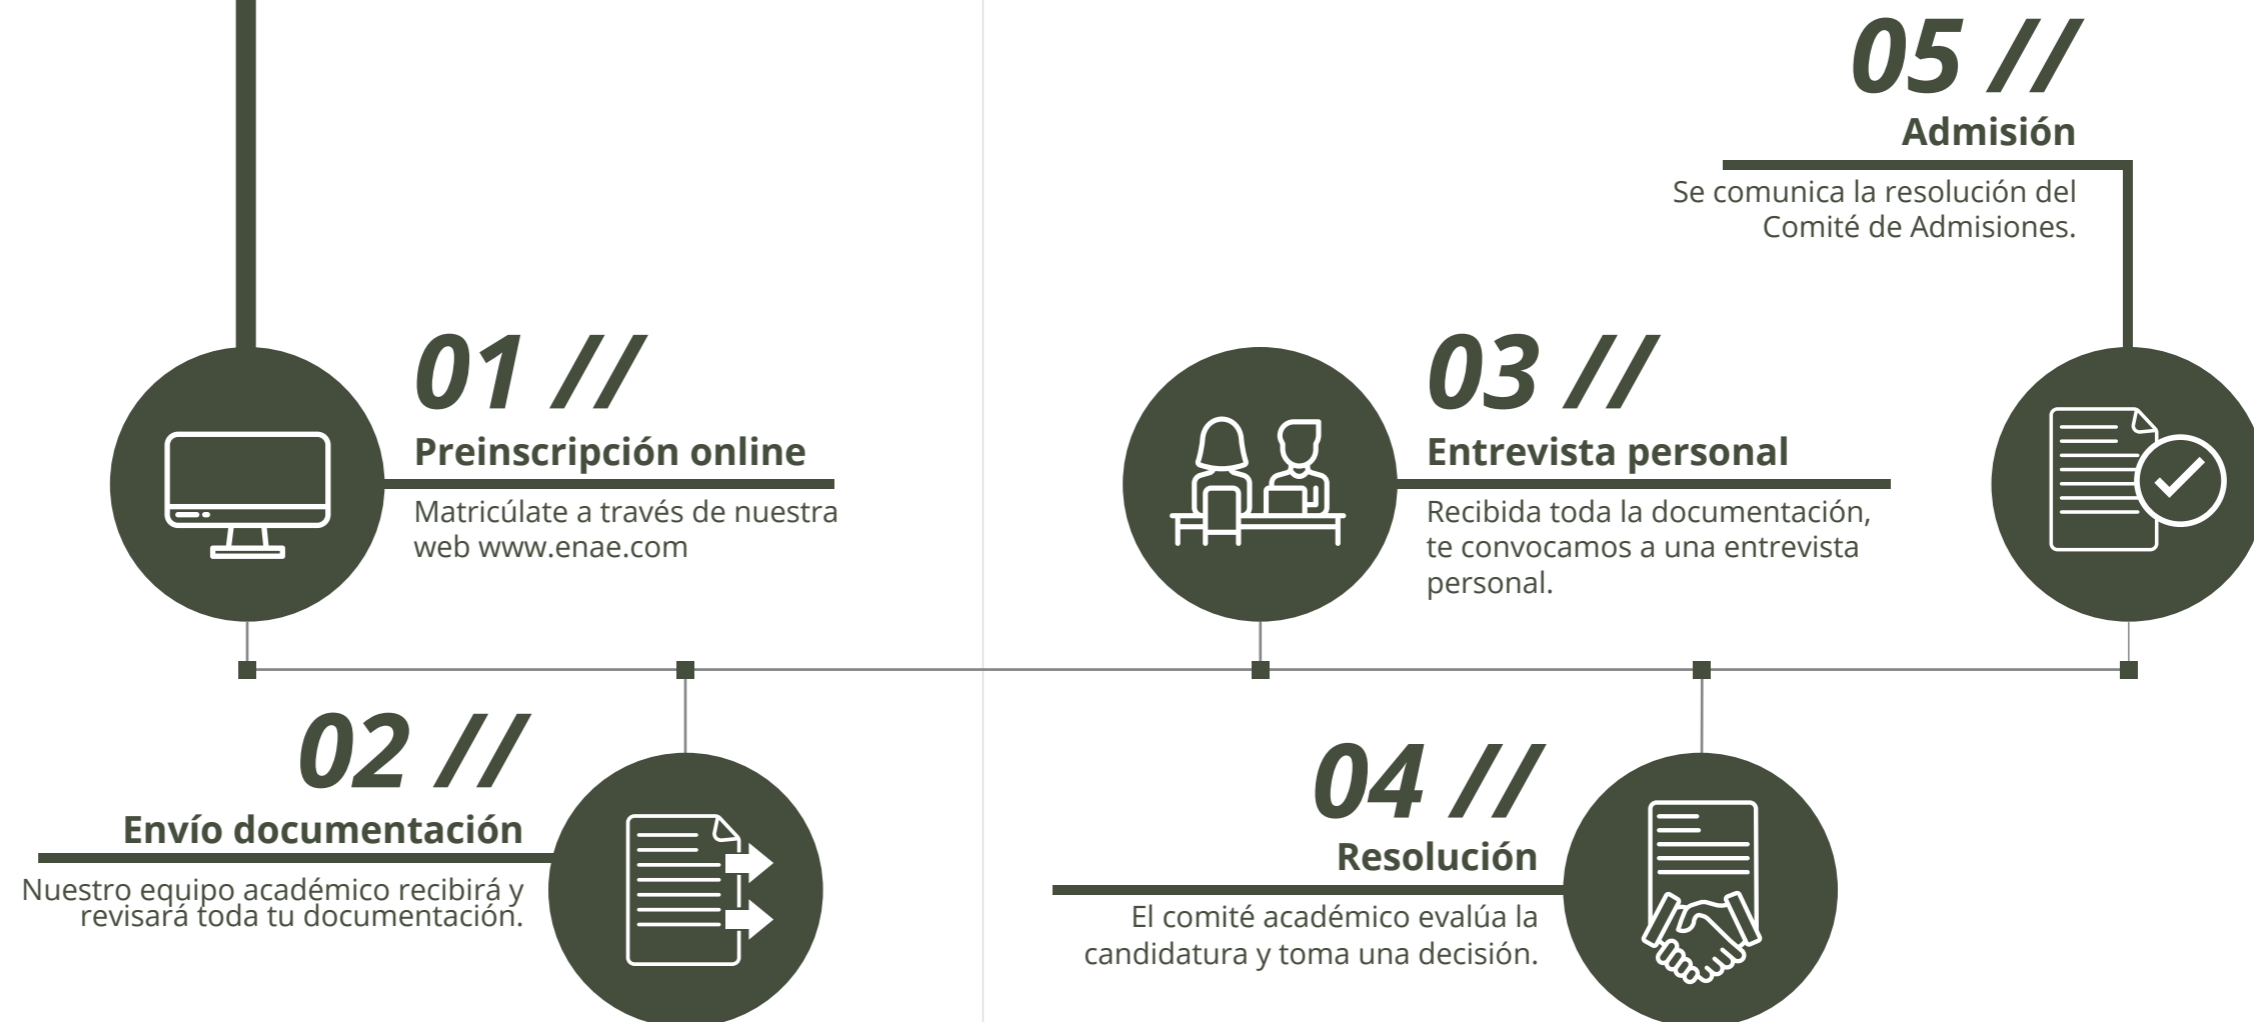 01 //
Preinscripción online
Matricúlate a través de nuestra
web www.enae.com
02 //
Envío documentación
Nuestro equipo académico recibirá y
revisará toda tu documentación.
03 //
Entrevista personal
Recibida toda la documentación,
te convocamos a una entrevista
personal.
04 //
Resolución
El comité académico evalúa la
candidatura y toma una decisión.
05 //
Admisión
Se comunica la resolución del
Comité de Admisiones.